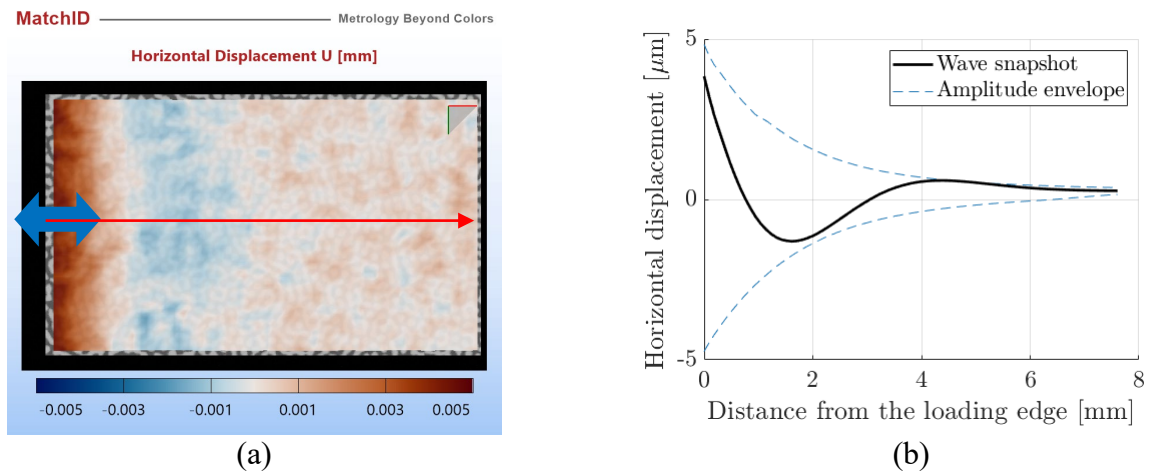 MatchID
Metrology Beyond Colors
Horizontal Displacement U [mm]
-0.005 -0.003 -0.001 0.001 0.003 0.005
(a)
5
0
-5
Horizontal displacement [μm]
Wave snapshot
Amplitude envelope
0 2 4 6 8
Distance from the loading edge [mm]
(b)